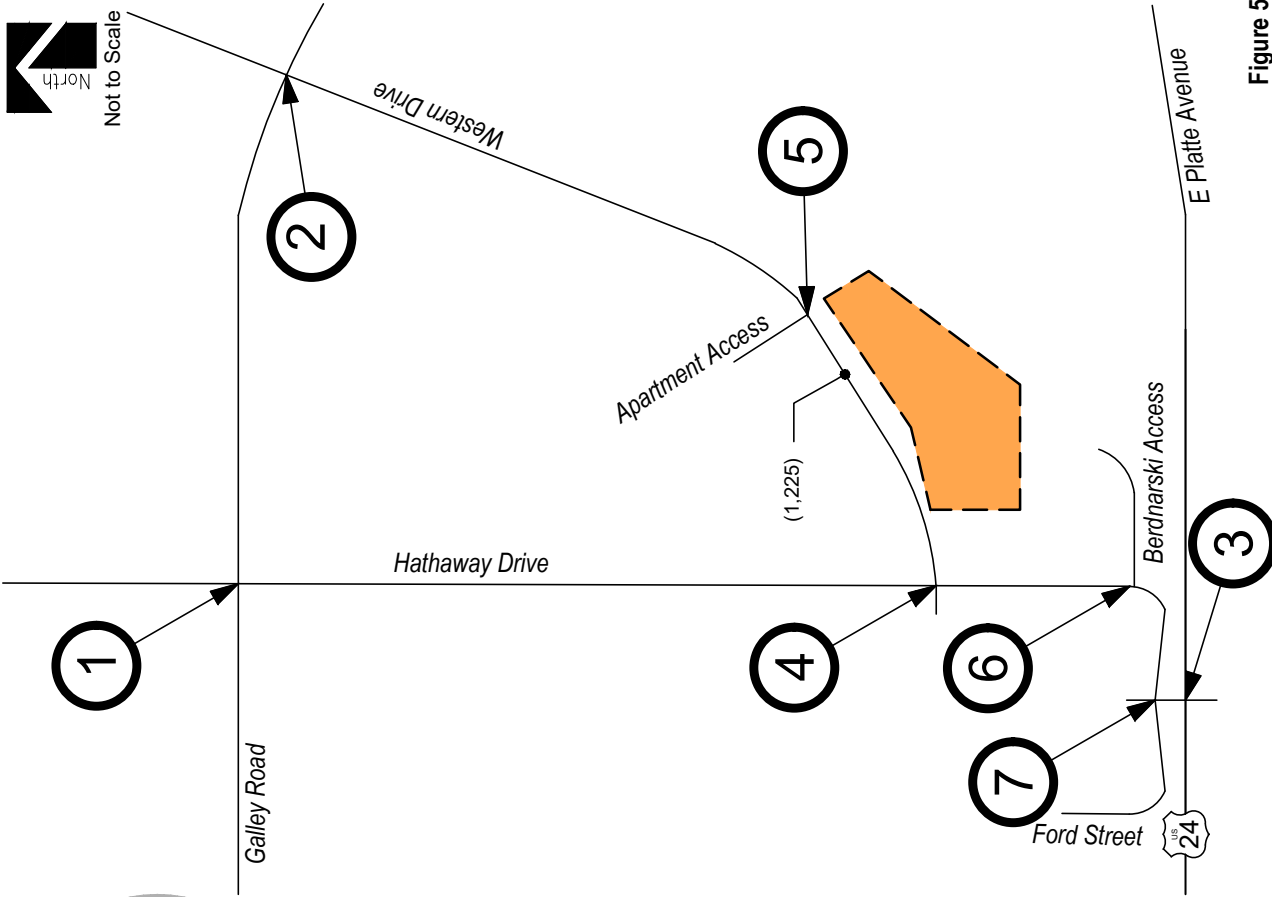 North
Not to Scale
Western Drive
2
5
Apartment Access
(1,225)
Hathaway Drive
1
Galley Road
4
6
7
3
Berdnarski Access
E Platte Avenue
Ford Street
US
24
Figure 5